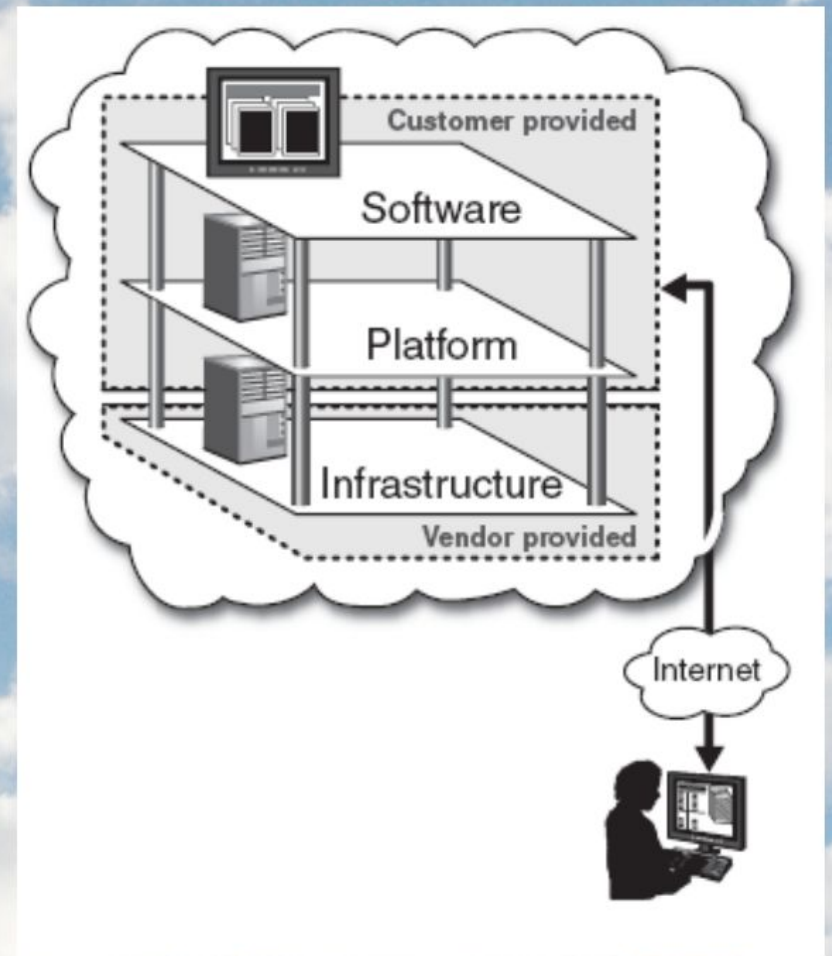 Customer provided
Software
Platform
Infrastructure
Vendor provided
Internet